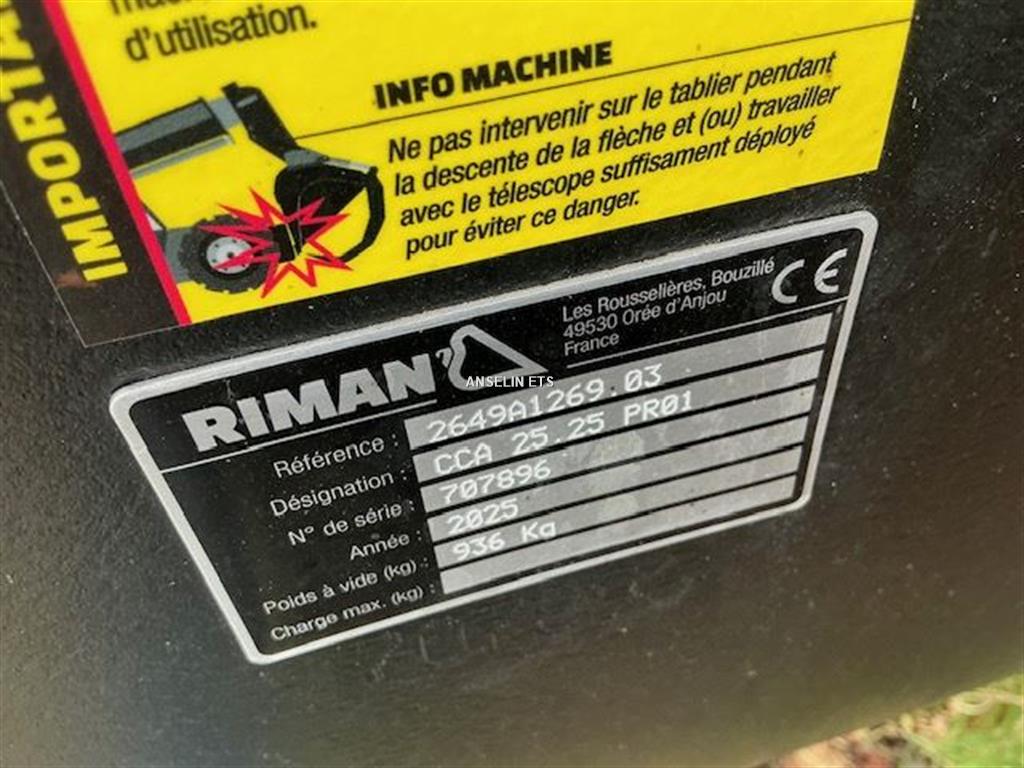 d'utilisation.
IMPORTA
INFO MACHINE
Ne pas intervenir sur le tablier pendant
la descente de la flèche et (ou) travailler
avec le télescope suffisament déployé
pour éviter ce danger.
RIMAN
Les Rousselières, Bouzillé
49530 Orée d'Anjou
France
CE
ANSELIN ETS
Référence : 2649A1269.03
Désignation : CCA 25.25 PR01
N° de série : 707896
Année : 2025
Poids à vide (kg) : 936 Kg
Charge max. (kg) :